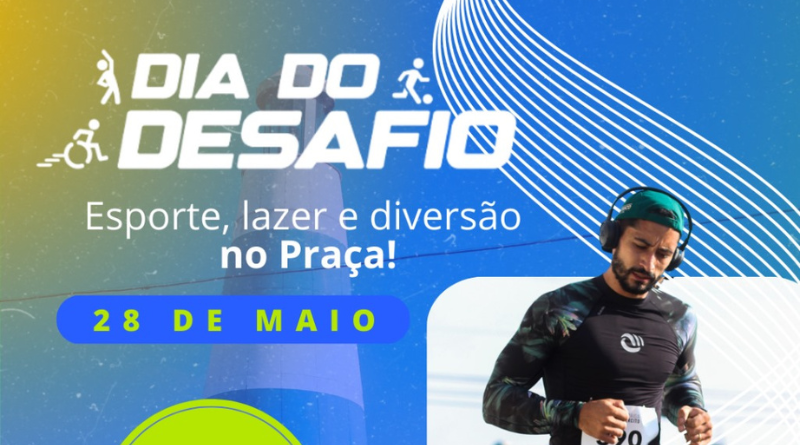 DIA DO
DESAFIO
Esporte, lazer e diversão
no Praça!
28 DE MAIO